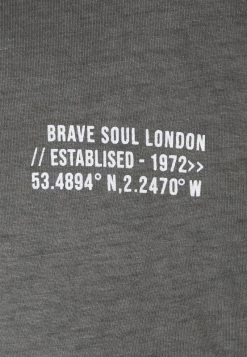 BRAVE SOUL LONDON
// ESTABLISED - 1972>>
53.4894° N,2.2470° W